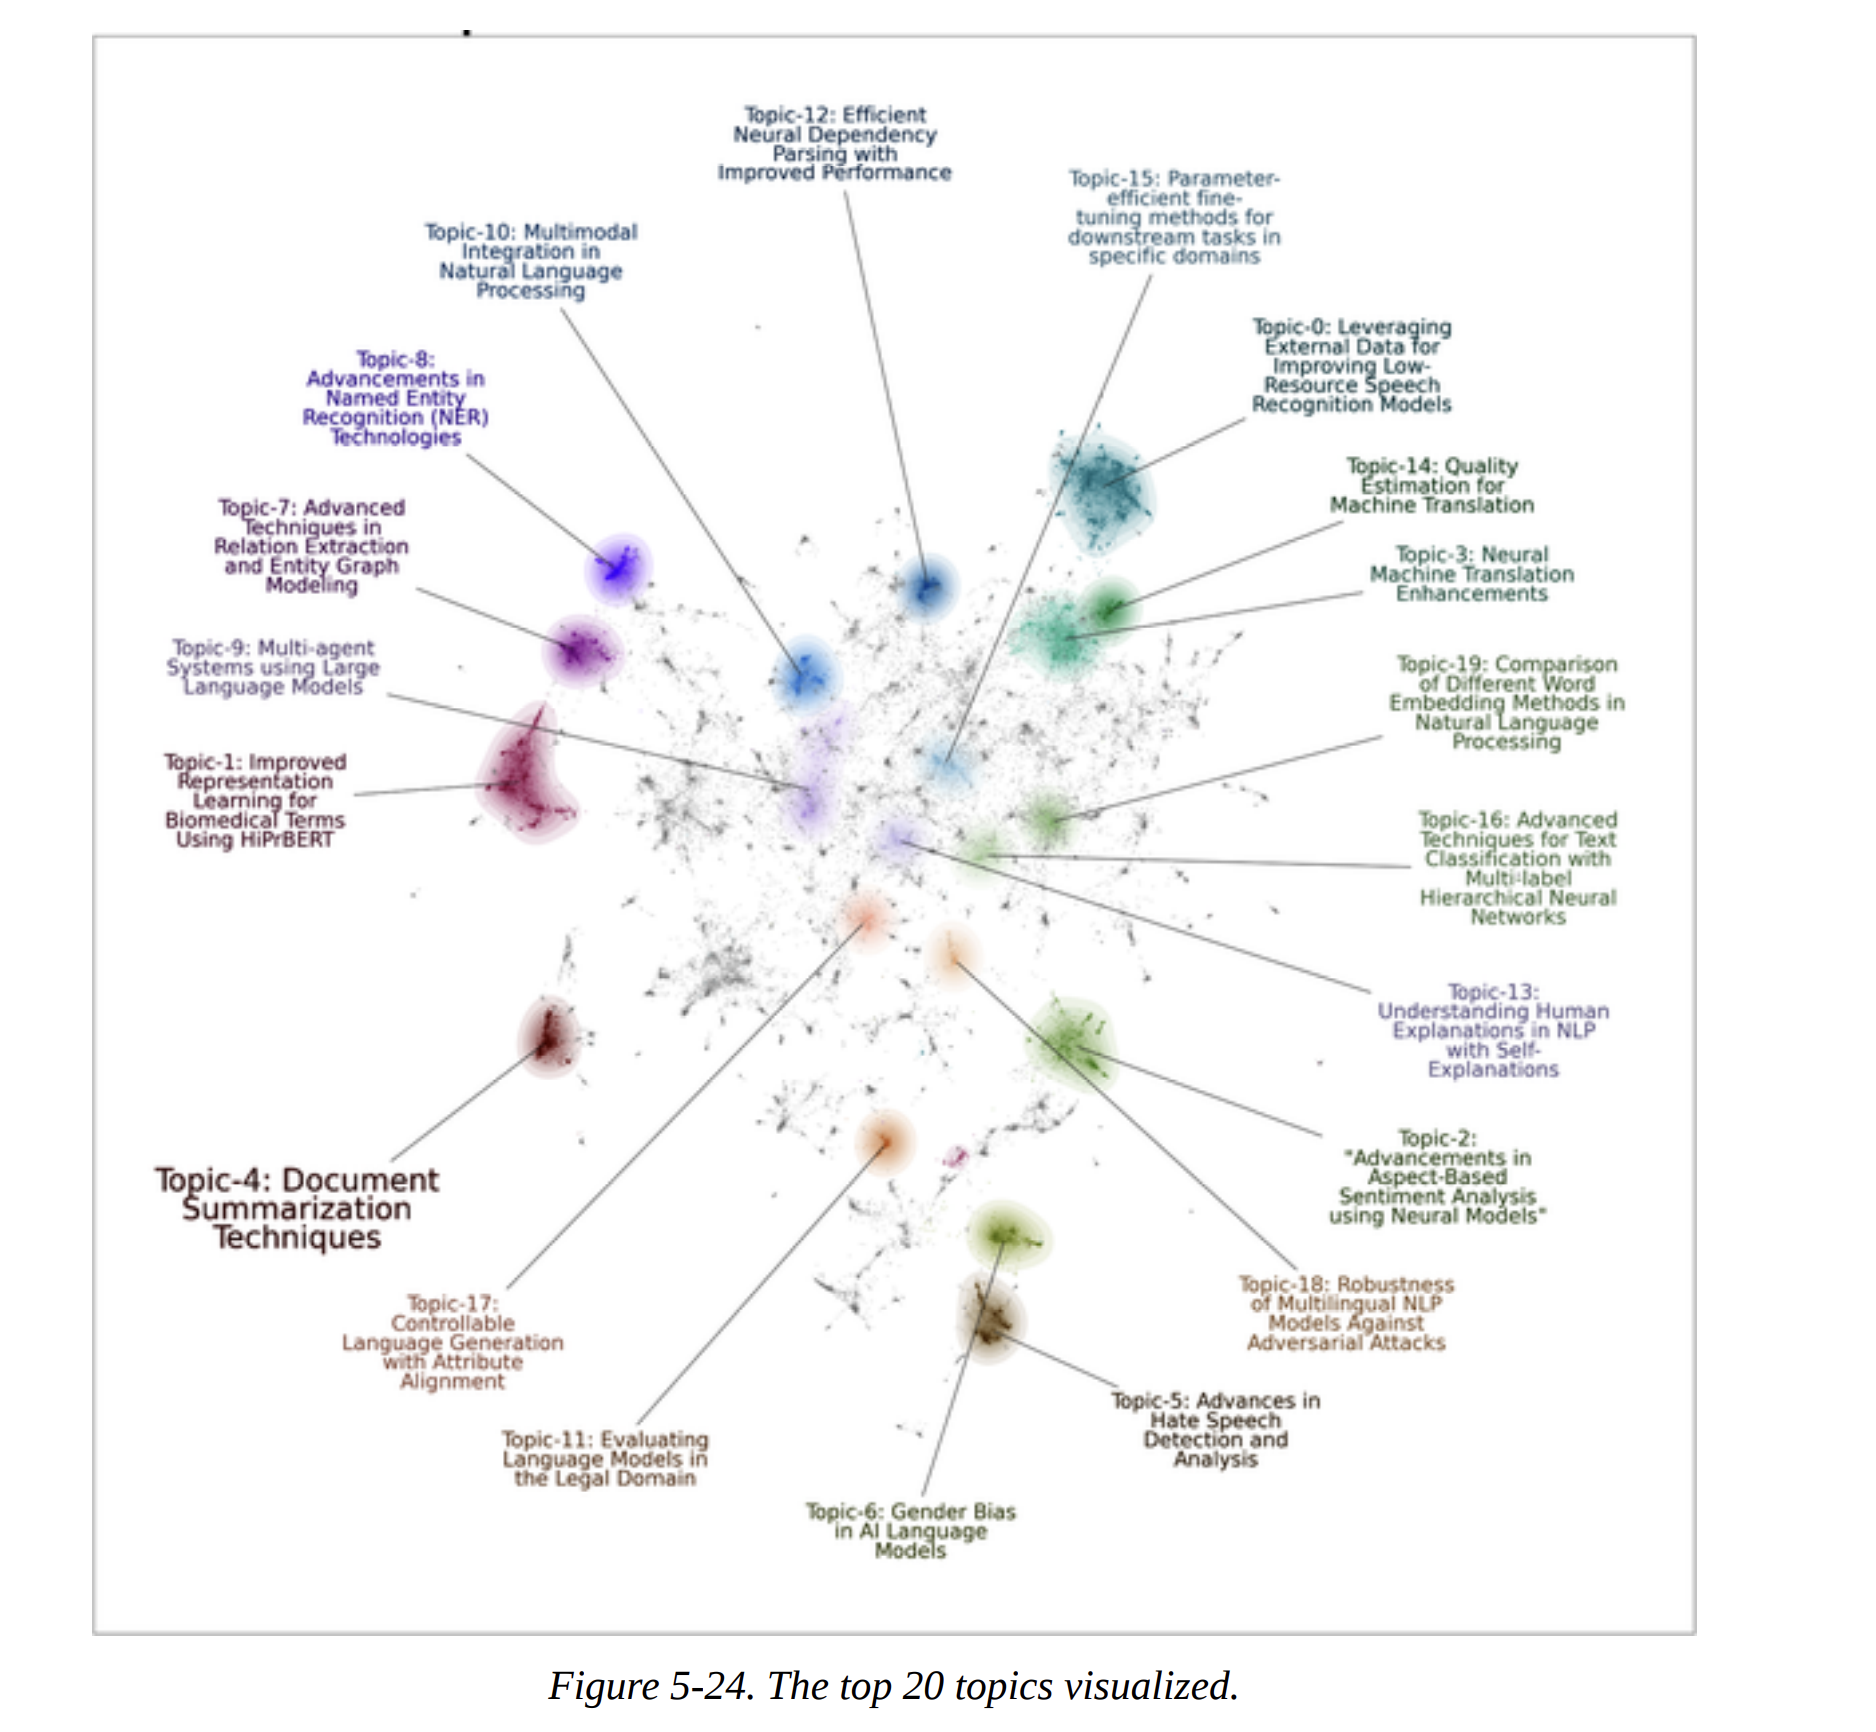 Topic-12: Efficient
Neural Dependency
Parsing with
Improved Performance
Topic-15: Parameter-
efficient fine-
tuning methods for
downstream tasks in
specific domains
Topic-10: Multimodal
Integration in
Natural Language
Processing
Topic-0: Leveraging
External Data for
Improving Low-
Resource Speech
Recognition Models
Topic-8:
Advancements in
Named Entity
Recognition (NER)
Technologies
Topic-14: Quality
Estimation for
Machine Translation
Topic-7: Advanced
Techniques in
Relation Extraction
and Entity Graph
Modeling
Topic-3: Neural
Machine Translation
Enhancements
Topic-9: Multi-agent
Systems using Large
Language Models
Topic-19: Comparison
of Different Word
Embedding Methods in
Natural Language
Processing
Topic-1: Improved
Representation
Learning for
Biomedical Terms
Using HiPrBERT
Topic-16: Advanced
Techniques for Text
Classification with
Multi-label
Hierarchical Neural
Networks
Topic-13:
Understanding Human
Explanations in NLP
with Self-
Explanations
Topic-2:
"Advancements in
Aspect-Based
Sentiment Analysis
using Neural Models"
Topic-4: Document
Summarization
Techniques
Topic-18: Robustness
of Multilingual NLP
Models Against
Adversarial Attacks
Topic-17:
Controllable
Language Generation
with Attribute
Alignment
Topic-5: Advances in
Hate Speech
Detection and
Analysis
Topic-11: Evaluating
Language Models in
the Legal Domain
Topic-6: Gender Bias
in AI Language
Models
Figure 5-24. The top 20 topics visualized.